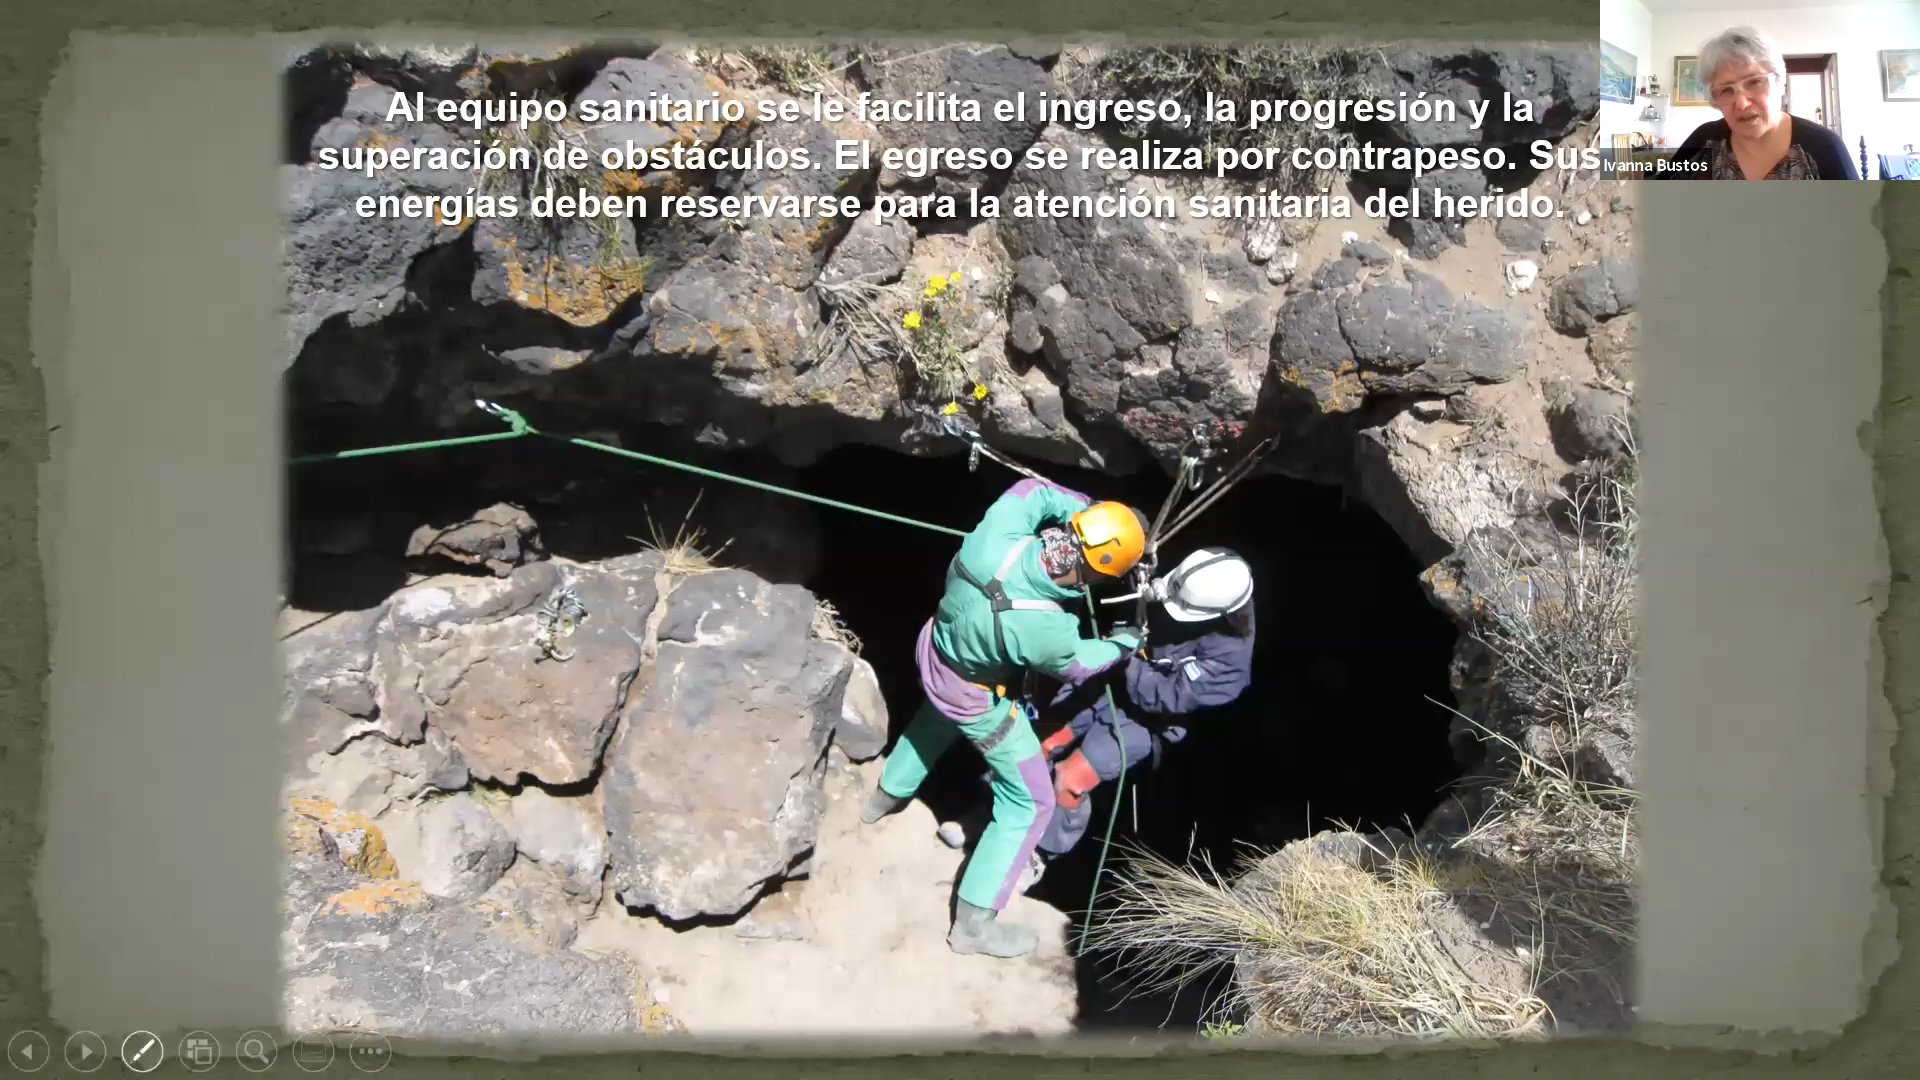 Al equipo sanitario se le facilita el ingreso, la progresión y la
superación de obstáculos. El egreso se realiza por contrapeso. Sus
energías deben reservarse para la atención sanitaria del herido.
Ivanna Bustos